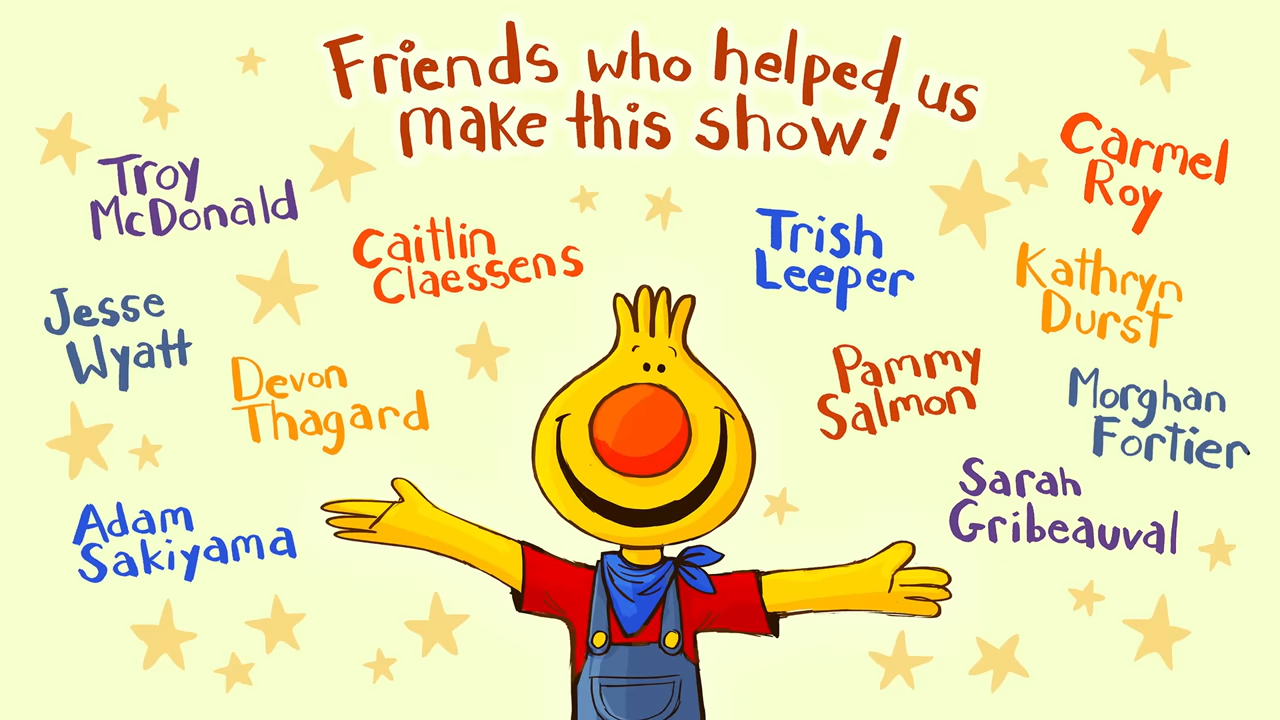 Friends who helped us
make this show!
Troy
McDonald
Caitlin
Claessens
Trish
Leeper
Carmel
Roy
Jesse
Wyatt
Devon
Thagard
Kathryn
Durst
Pammy
Salmon
Morghan
Fortier
Adam
Sakiyama
Sarah
Gribeauval